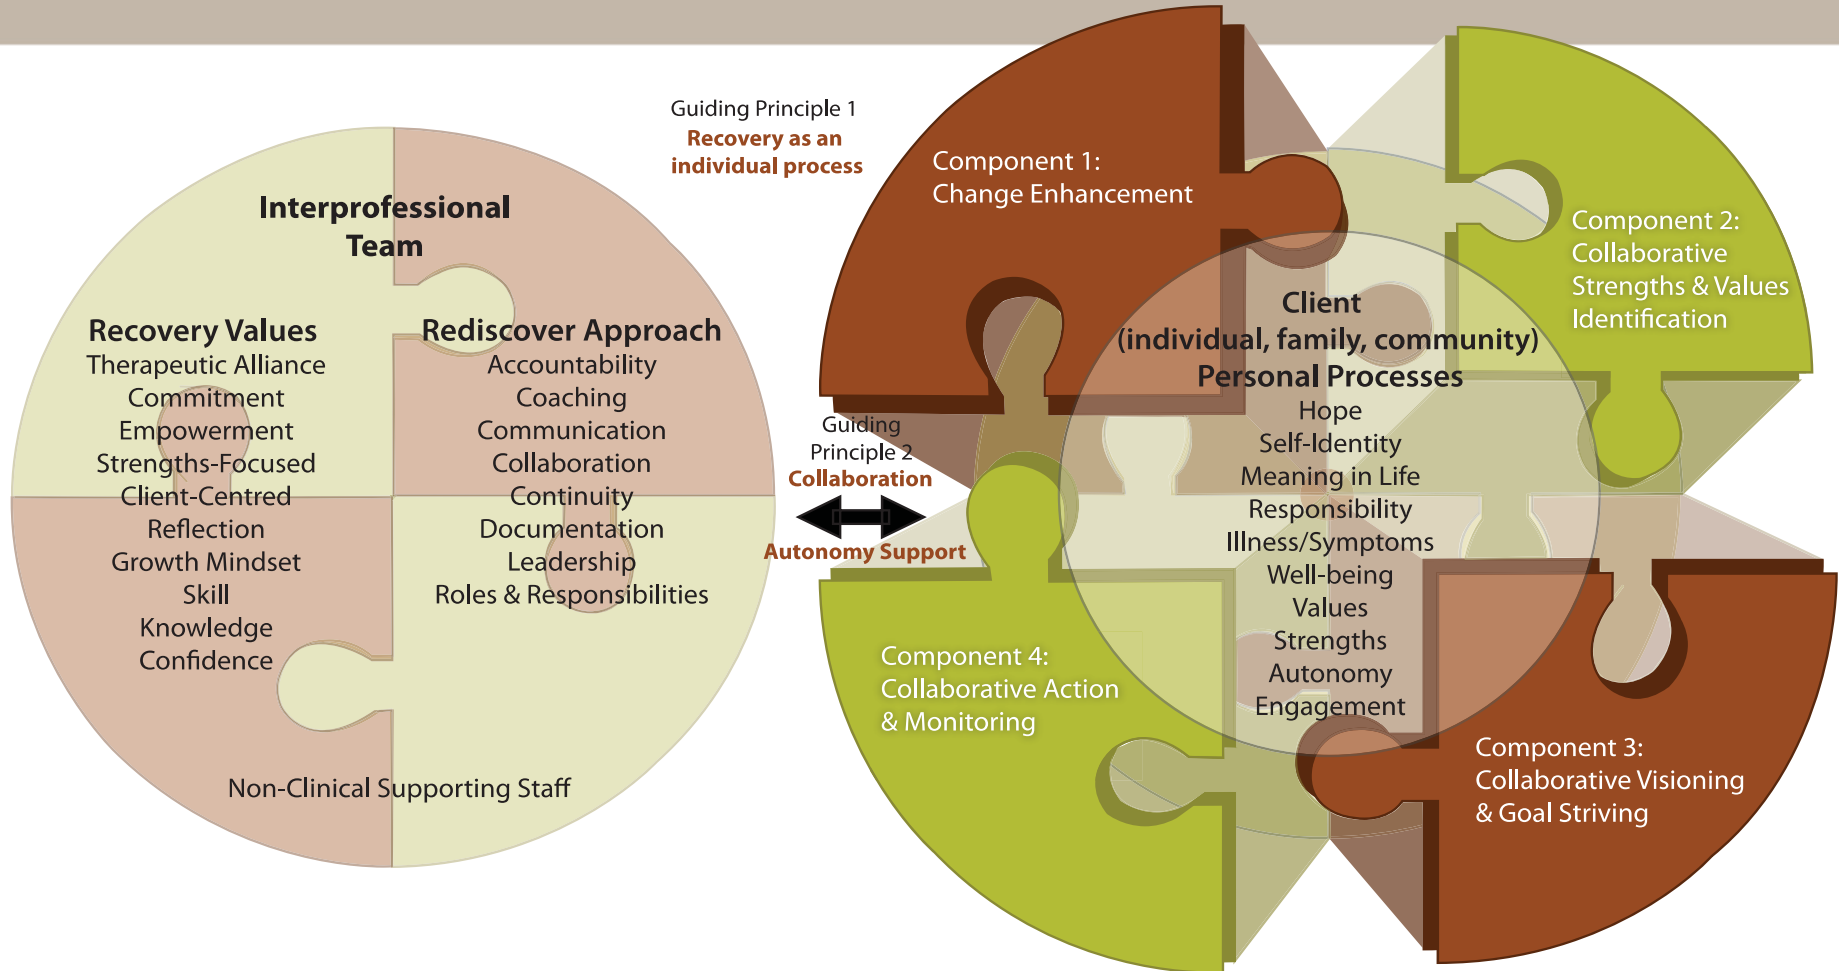 Interprofessional
Team
Recovery Values
Therapeutic Alliance
Commitment
Empowerment
Strengths-Focused
Client-Centred
Reflection
Growth Mindset
Skill
Knowledge
Confidence
Rediscover Approach
Accountability
Coaching
Communication
Collaboration
Continuity
Documentation
Leadership
Roles & Responsibilities
Non-Clinical Supporting Staff
Guiding Principle 1
Recovery as an
individual process
Guiding
Principle 2
Collaboration
Autonomy Support
Component 1:
Change Enhancement
Component 2:
Collaborative
Strengths & Values
Identification
Client
(individual, family, community)
Personal Processes
Hope
Self-Identity
Meaning in Life
Responsibility
Illness/Symptoms
Well-being
Values
Strengths
Autonomy
Engagement
Component 4:
Collaborative Action
& Monitoring
Component 3:
Collaborative Visioning
& Goal Striving